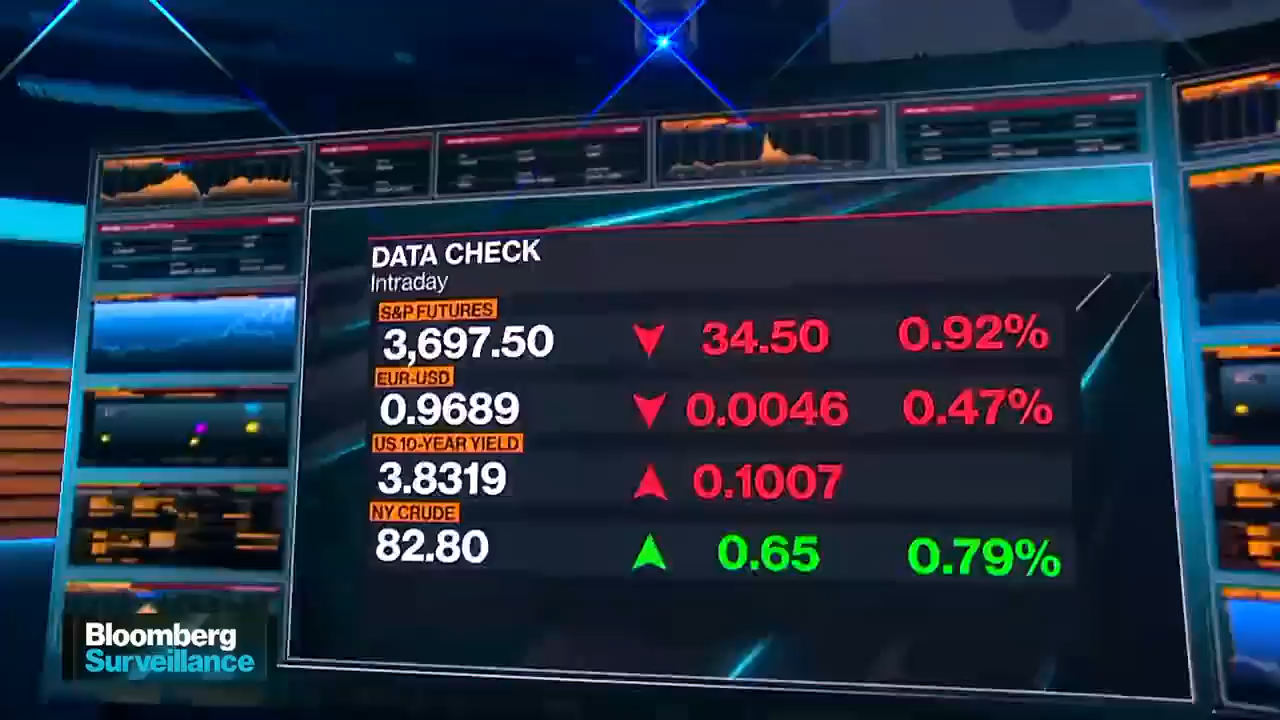 DATA CHECK
Intraday
S&P FUTURES
3,697.50 34.50 0.92%
EUR-USD
0.9689 0.0046 0.47%
US 10-YEAR YIELD
3.8319 0.1007
NY CRUDE
82.80 0.65 0.79%
Bloomberg
Surveillance